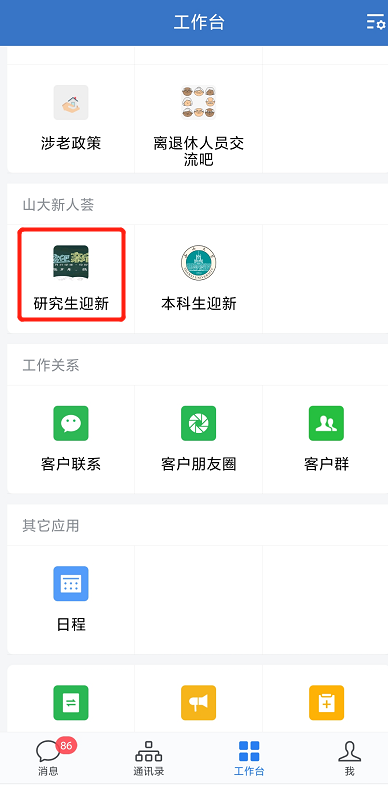 工作台
涉老政策
离退休人员交
流吧
山大新人荟
研究生迎新
本科生迎新
工作关系
客户联系
客户朋友圈
客户群
其它应用
日程
86
消息
通讯录
工作台
我